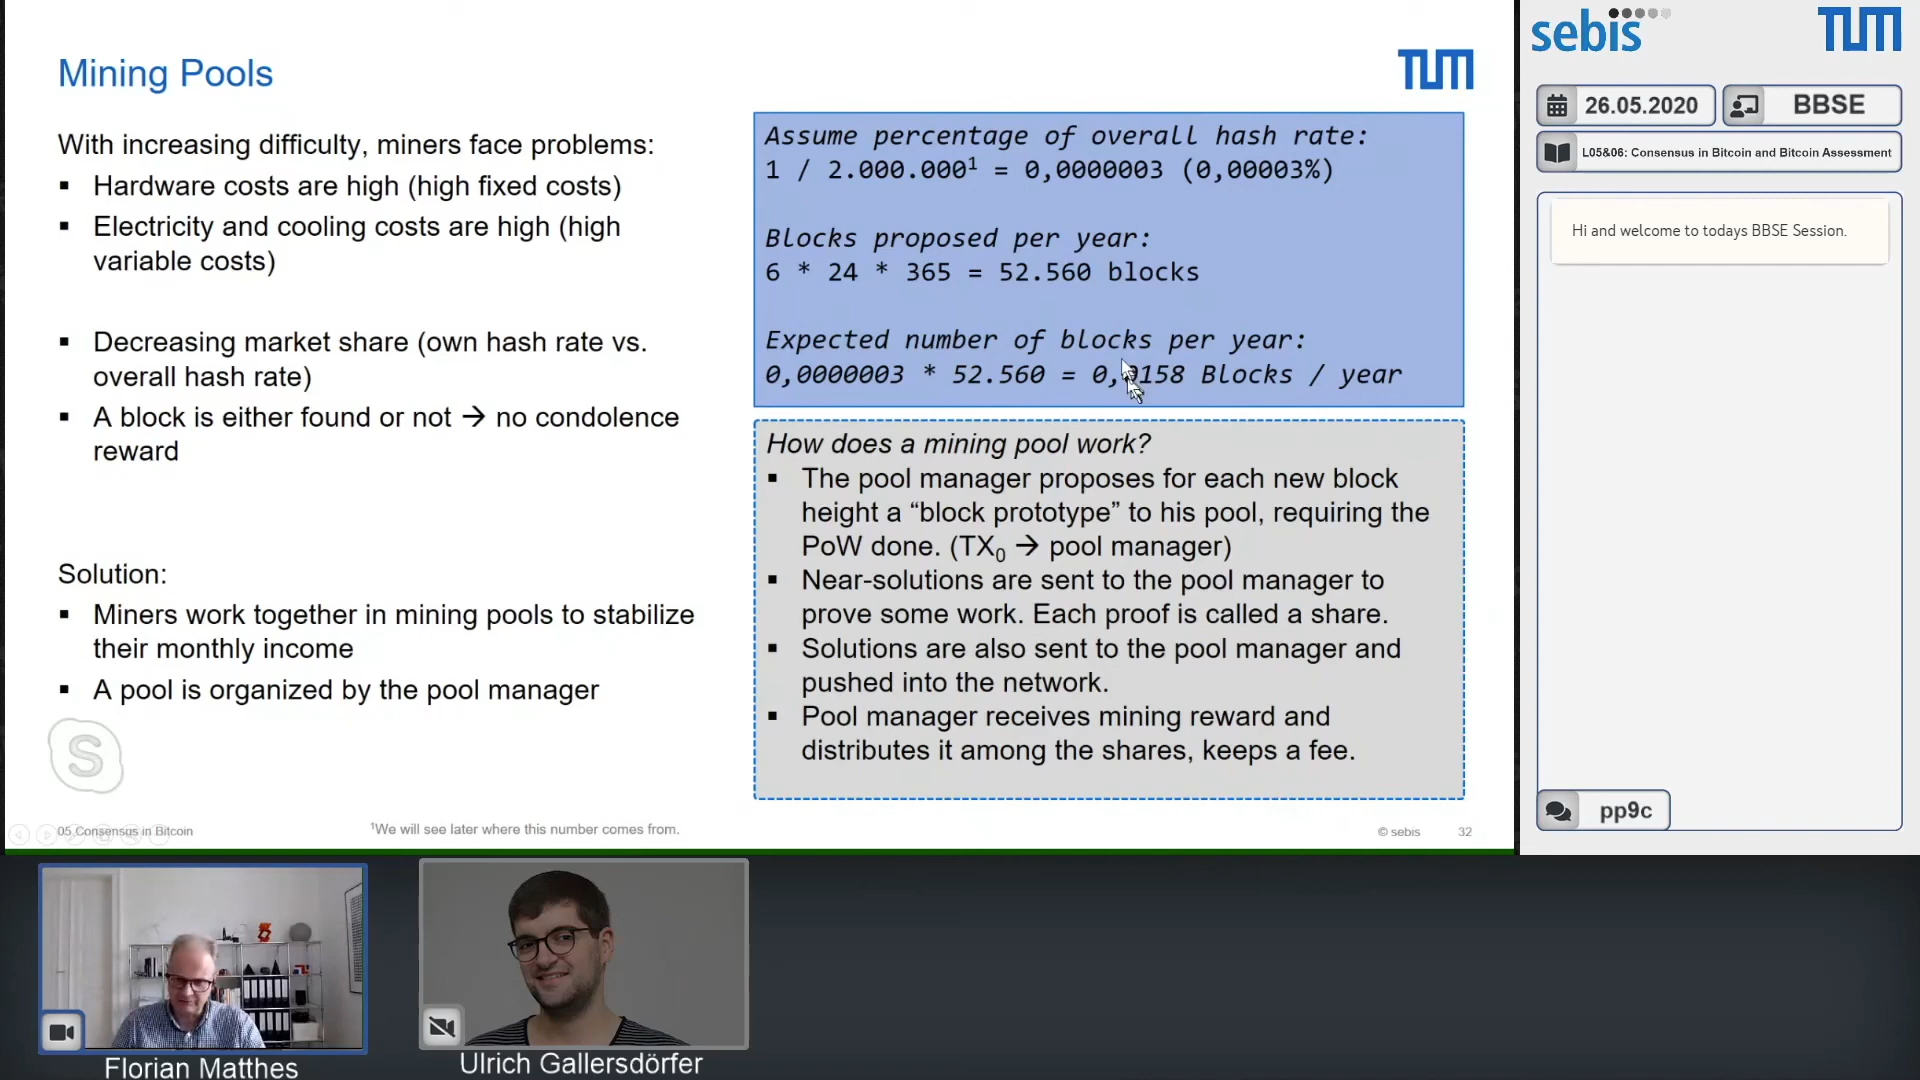 Mining Pools
TUM
With increasing difficulty, miners face problems:
▪ Hardware costs are high (high fixed costs)
▪ Electricity and cooling costs are high (high
variable costs)
▪ Decreasing market share (own hash rate vs.
overall hash rate)
▪ A block is either found or not → no condolence
reward
Solution:
▪ Miners work together in mining pools to stabilize
their monthly income
▪ A pool is organized by the pool manager
Assume percentage of overall hash rate:
1 / 2.000.000¹ = 0,0000003 (0,00003%)
Blocks proposed per year:
6 * 24 * 365 = 52.560 blocks
Expected number of blocks per year:
0,0000003 * 52.560 = 0,0158 Blocks / year
How does a mining pool work?
▪ The pool manager proposes for each new block
height a “block prototype” to his pool, requiring the
PoW done. (TX₀ → pool manager)
▪ Near-solutions are sent to the pool manager to
prove some work. Each proof is called a share.
▪ Solutions are also sent to the pool manager and
pushed into the network.
▪ Pool manager receives mining reward and
distributes it among the shares, keeps a fee.
S
05 Consensus in Bitcoin
¹We will see later where this number comes from.
© sebis
32
sebis
TUM
26.05.2020
BBSE
L05&06: Consensus in Bitcoin and Bitcoin Assessment
Hi and welcome to todays BBSE Session.
pp9c
Florian Matthes
Ulrich Gallersdörfer